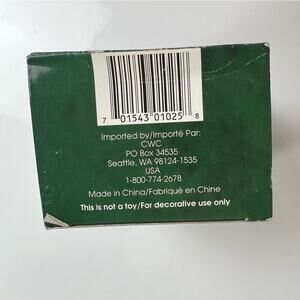 7 01543 01025 8
Imported by/Importé Par:
CWC
PO Box 34535
Seattle, WA 98124-1535
USA
1-800-774-2678
Made in China/Fabriqué en Chine
This is not a toy/For decorative use only